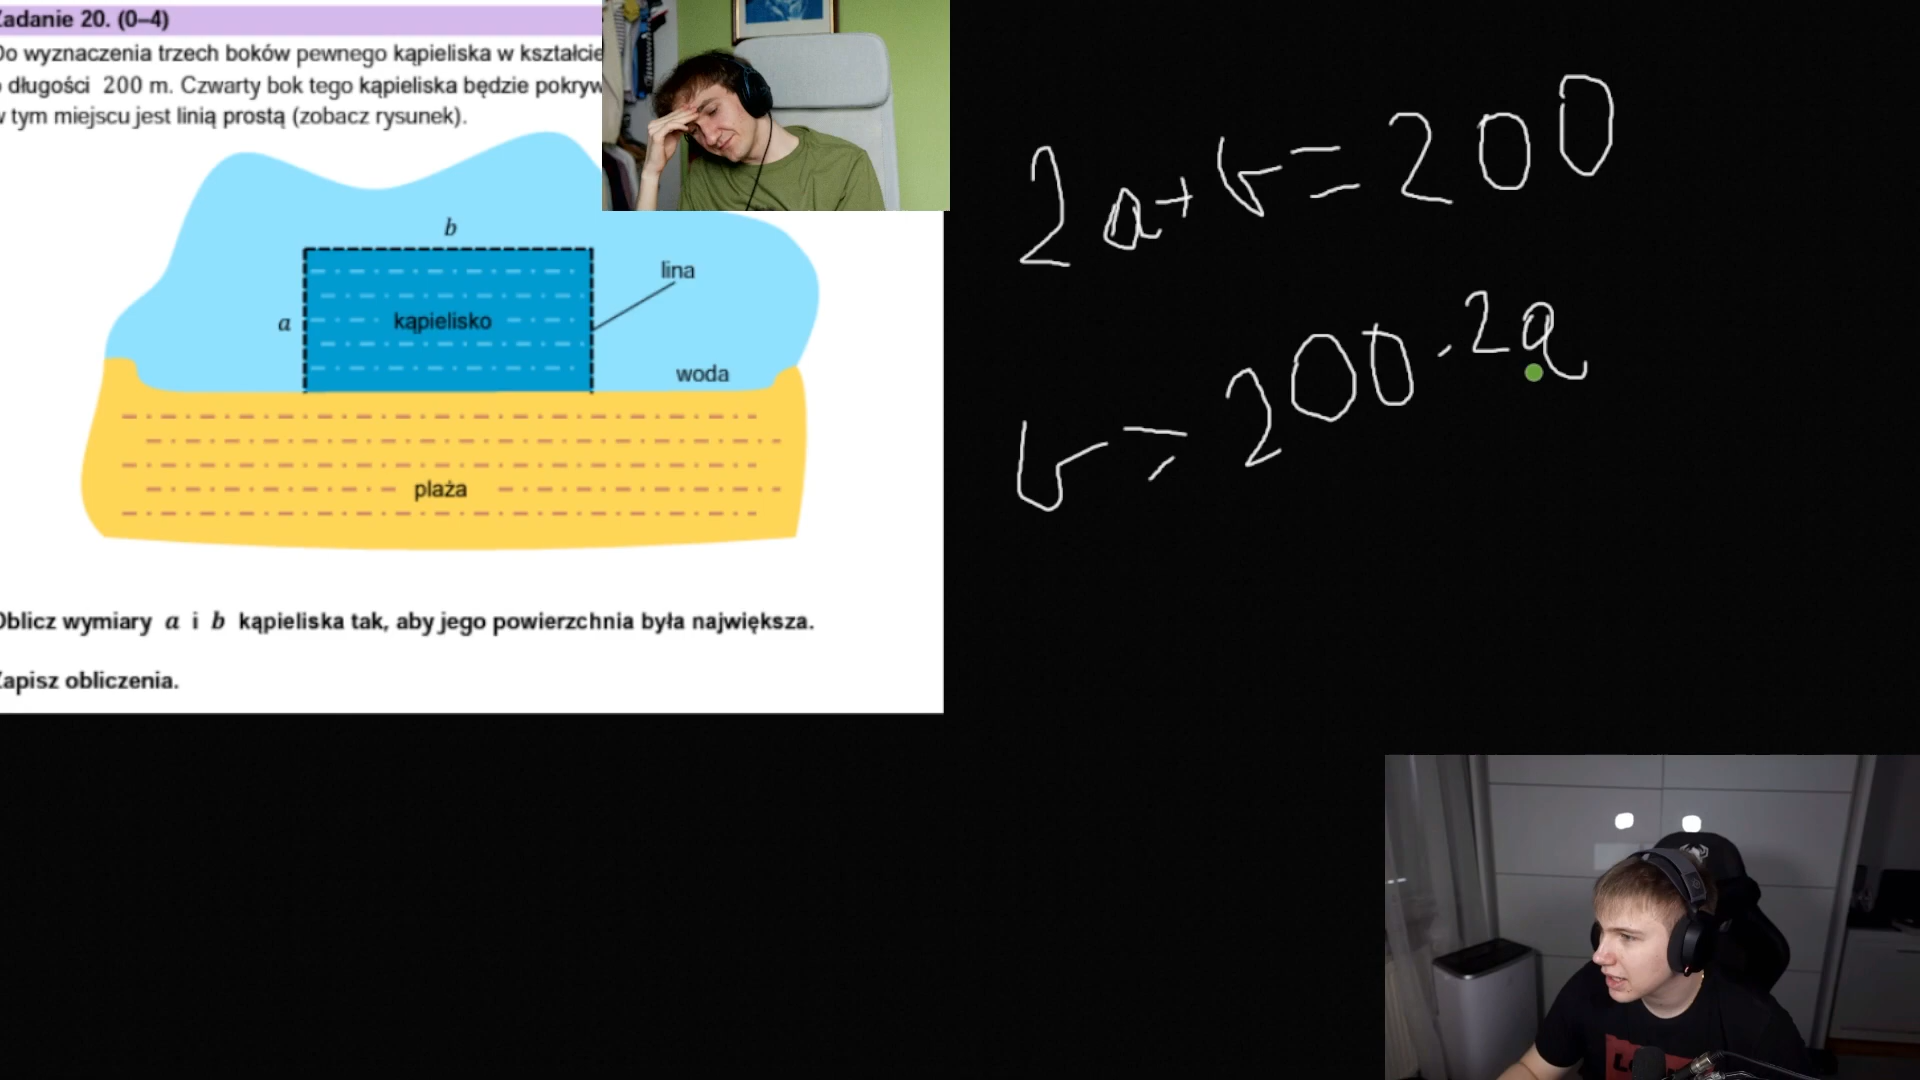 Zadanie 20. (0–4)
Do wyznaczenia trzech boków pewnego kąpieliska w kształcie
o długości 200 m. Czwarty bok tego kąpieliska będzie pokryw
w tym miejscu jest linią prostą (zobacz rysunek).
b
lina
a
kąpielisko
woda
plaża
Oblicz wymiary a i b kąpieliska tak, aby jego powierzchnia była największa.
Zapisz obliczenia.
2a+b=200
b=200-2a